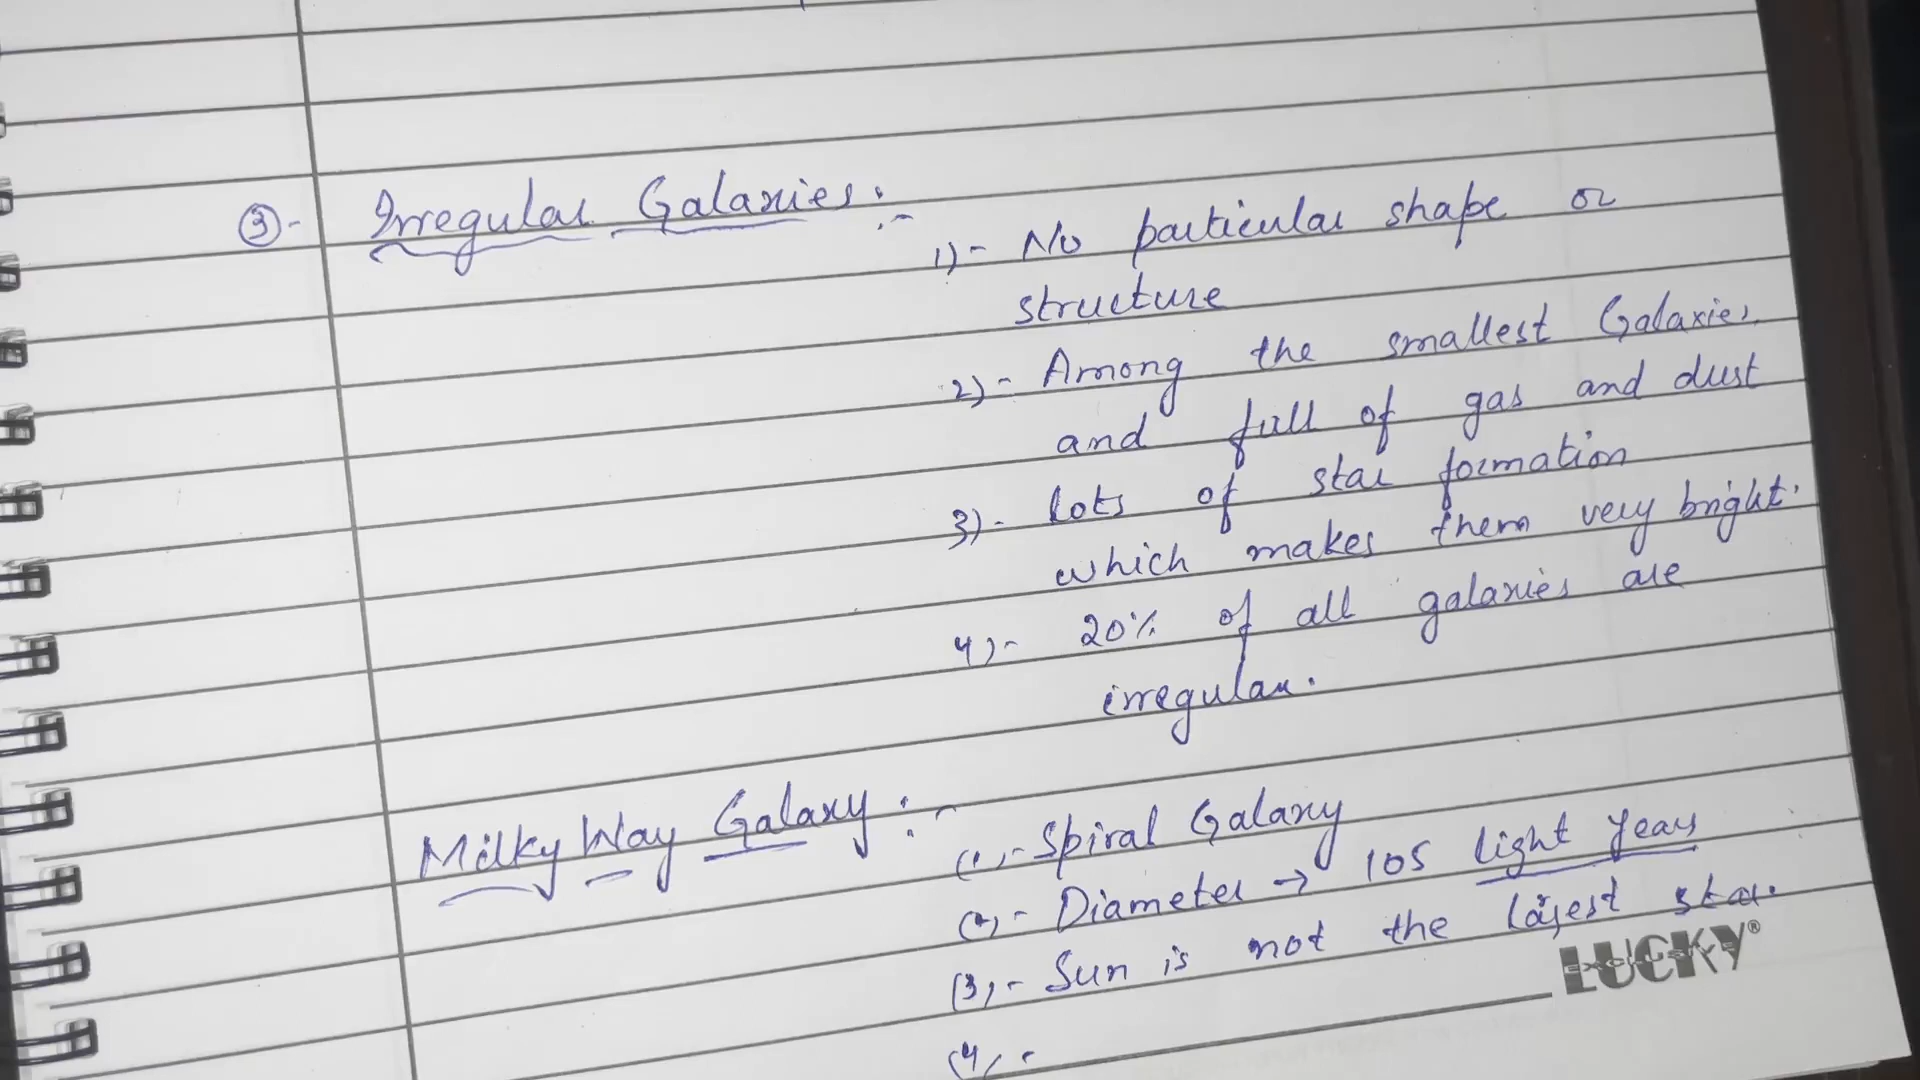 ③- Irregular Galaxies :-
1)- No particular shape or
structure
2)- Among the smallest Galaxies
and full of gas and dust
3)- Lots of star formation
which makes them very bright.
4)- 20% of all galaxies are
irregular.
Milky Way Galaxy :-
(1)- Spiral Galaxy
(2)- Diameter → 105 light years
(3)- Sun is not the largest star.
(4)-
LUCKY®